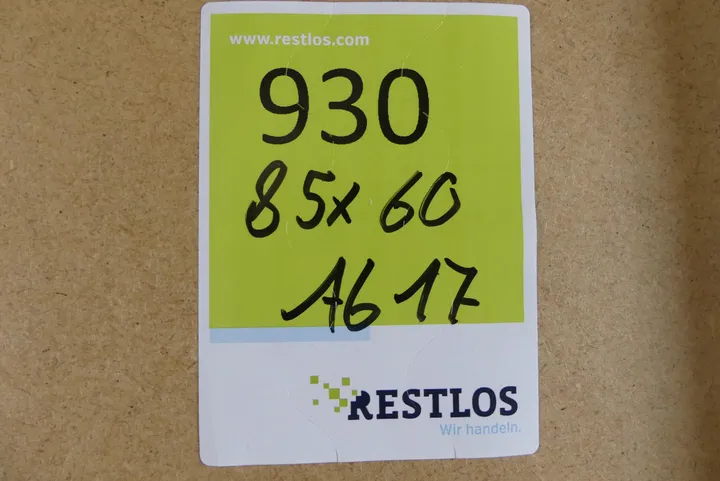 www.restlos.com
930
85x60
1617
RESTLOS
Wir handeln.